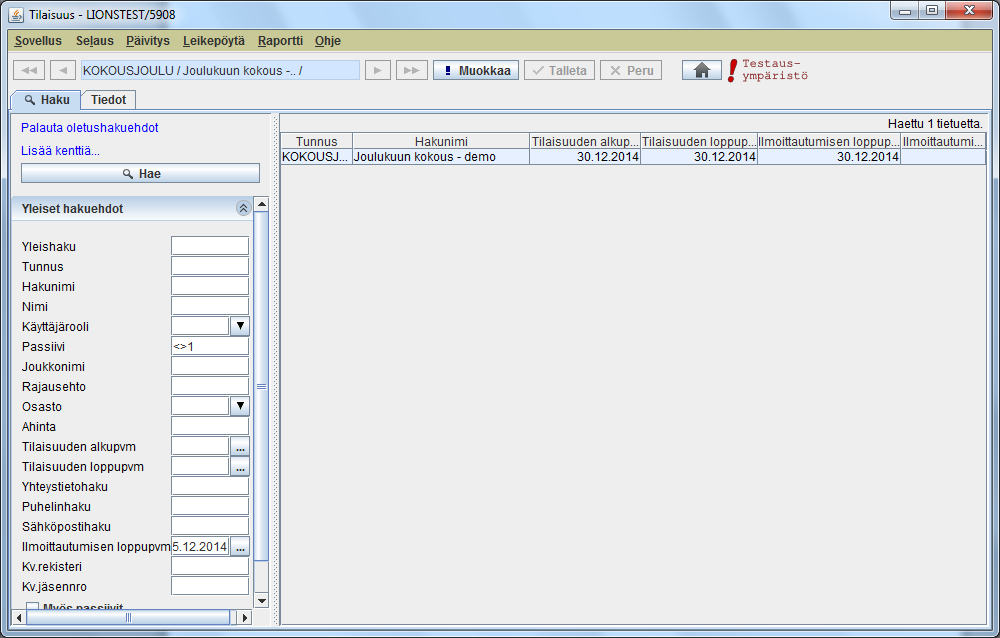 Tilaisuus - LIONSTEST/5908
Sovellus Selaus Päivitys Leikepöytä Raportti Ohje
KOKOUSJOULU / Joulukuun kokous -.. / ! Muokkaa Talleta Peru ! Testaus-
ympäristö
Haku Tiedot
Palauta oletushakuehdot
Lisää kenttiä...
Hae
Yleiset hakuehdot
Yleishaku
Tunnus
Hakunimi
Nimi
Käyttäjärooli
Passiivi <>1
Joukkonimi
Rajausehto
Osasto
Ahinta
Tilaisuuden alkupvm ...
Tilaisuuden loppupvm ...
Yhteystietohaku
Puhelinhaku
Sähköpostihaku
Ilmoittautumisen loppupvm 5.12.2014 ...
Kv.rekisteri
Kv.jäsennro
Myös passiivit
Haettu 1 tietuetta.
Tunnus Hakunimi Tilaisuuden alkup... Tilaisuuden loppup... Ilmoittautumisen loppup... Ilmoittautumi...
KOKOUSJ... Joulukuun kokous - demo 30.12.2014 30.12.2014 30.12.2014